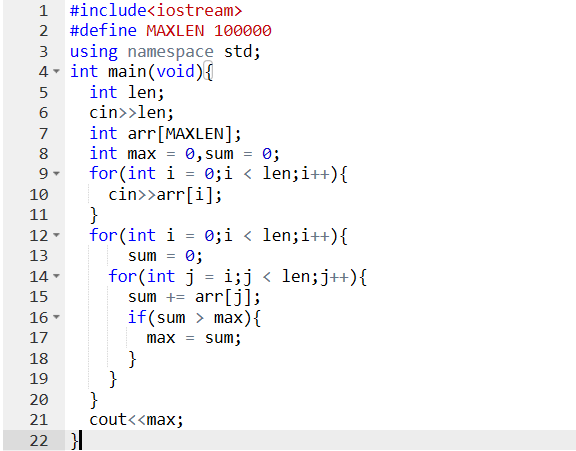 1 #include<iostream>
2 #define MAXLEN 100000
3 using namespace std;
4 int main(void){
5   int len;
6   cin>>len;
7   int arr[MAXLEN];
8   int max = 0,sum = 0;
9   for(int i = 0;i < len;i++){
10     cin>>arr[i];
11   }
12   for(int i = 0;i < len;i++){
13       sum = 0;
14     for(int j = i;j < len;j++){
15       sum += arr[j];
16       if(sum > max){
17         max = sum;
18       }
19     }
20   }
21   cout<<max;
22 }